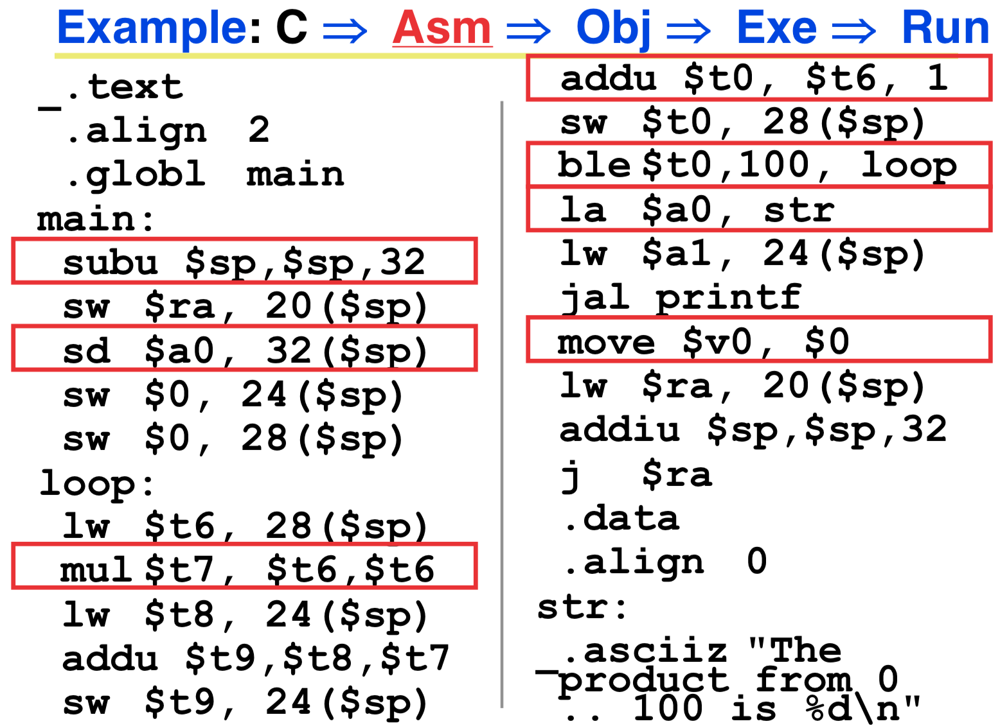 Example: C ⇒ Asm ⇒ Obj ⇒ Exe ⇒ Run
_.text
.align 2
.globl main
main:
subu $sp,$sp,32
sw $ra, 20($sp)
sd $a0, 32($sp)
sw $0, 24($sp)
sw $0, 28($sp)
loop:
lw $t6, 28($sp)
mul $t7, $t6,$t6
lw $t8, 24($sp)
addu $t9,$t8,$t7
sw $t9, 24($sp)
addu $t0, $t6, 1
sw $t0, 28($sp)
ble $t0,100, loop
la $a0, str
lw $a1, 24($sp)
jal printf
move $v0, $0
lw $ra, 20($sp)
addiu $sp,$sp,32
j $ra
.data
.align 0
str:
.asciiz "The
_product from 0
.. 100 is %d\n"